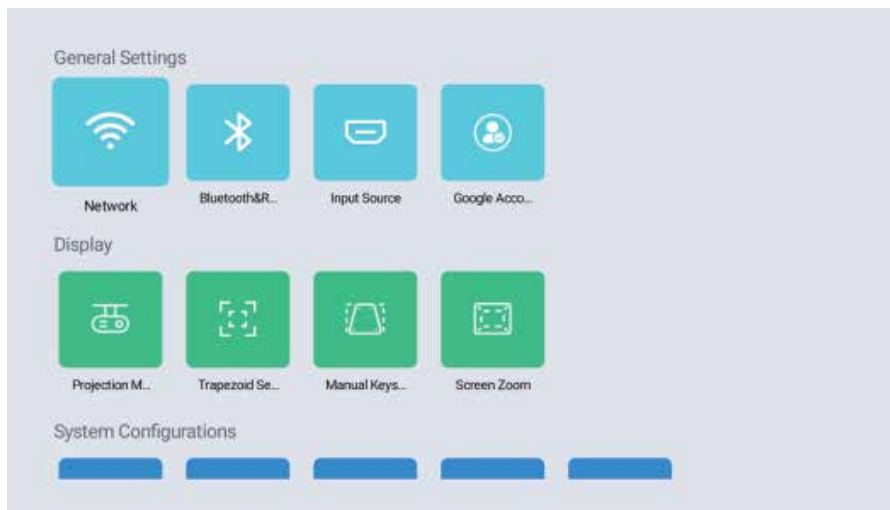 General Settings
Network
Bluetooth&R...
Input Source
Google Acco...
Display
Projection M...
Trapezoid Se...
Manual Keys...
Screen Zoom
System Configurations